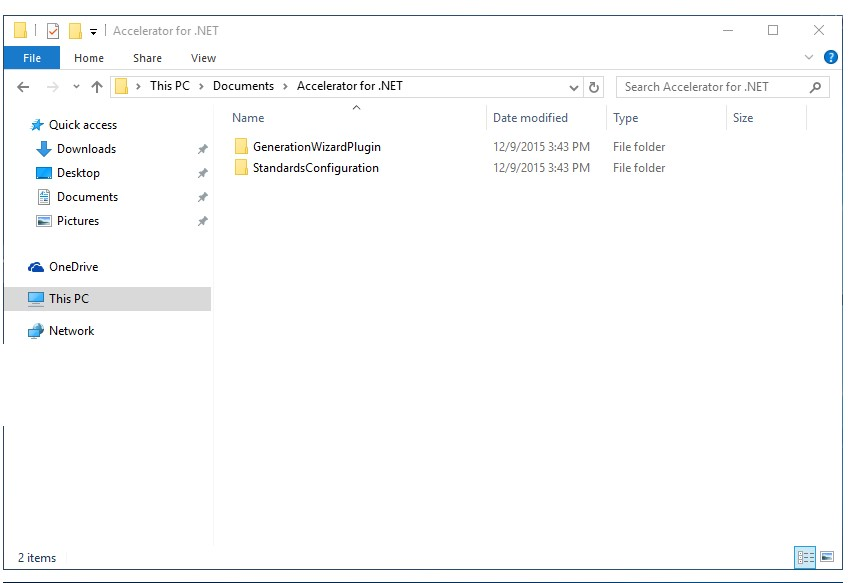 Accelerator for .NET
File Home Share View
This PC Documents Accelerator for .NET Search Accelerator for .NET
Name Date modified Type Size
Quick access
Downloads
Desktop
Documents
Pictures
OneDrive
This PC
Network
GenerationWizardPlugin 12/9/2015 3:43 PM File folder
StandardsConfiguration 12/9/2015 3:43 PM File folder
2 items